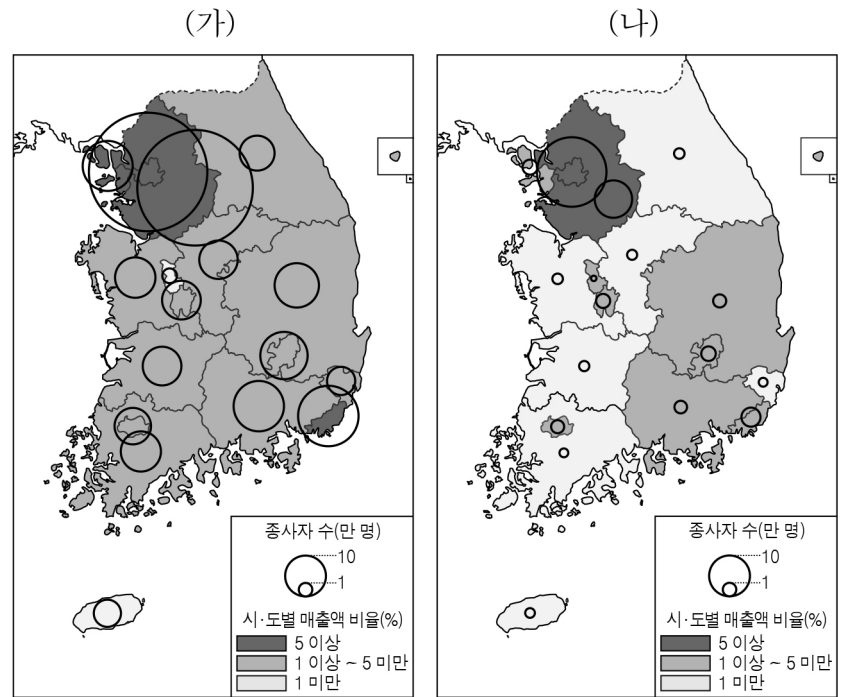 (가)
(나)
종사자 수(만 명)
10
1
시·도별 매출액 비율(%)
5 이상
1 이상 ~ 5 미만
1 미만
종사자 수(만 명)
10
1
시·도별 매출액 비율(%)
5 이상
1 이상 ~ 5 미만
1 미만